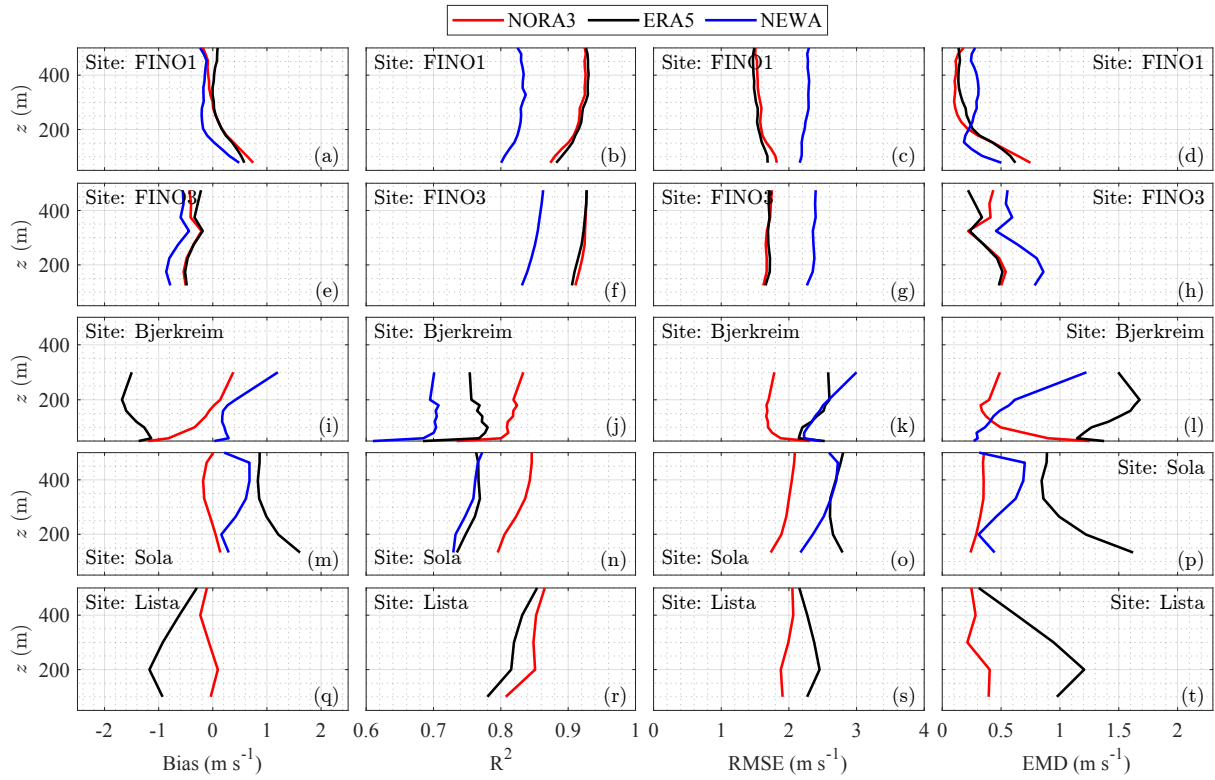 NORA3 ERA5 NEWA
Site: FINO1 Site: FINO1 Site: FINO1 Site: FINO1
400
z (m)
200
(a) (b) (c) (d)
Site: FINO3 Site: FINO3 Site: FINO3 Site: FINO3
400
z (m)
200
(e) (f) (g) (h)
Site: Bjerkreim Site: Bjerkreim Site: Bjerkreim Site: Bjerkreim
400
z (m)
200
(i) (j) (k) (l)
Site: Sola
400
z (m)
200
Site: Sola (m) Site: Sola (n) Site: Sola (o) (p)
Site: Lista Site: Lista Site: Lista Site: Lista
400
z (m)
200
(q) (r) (s) (t)
-2 -1 0 1 2 0.6 0.7 0.8 0.9 1 0 1 2 3 4 0 0.5 1 1.5 2
Bias (m s⁻¹) R² RMSE (m s⁻¹) EMD (m s⁻¹)